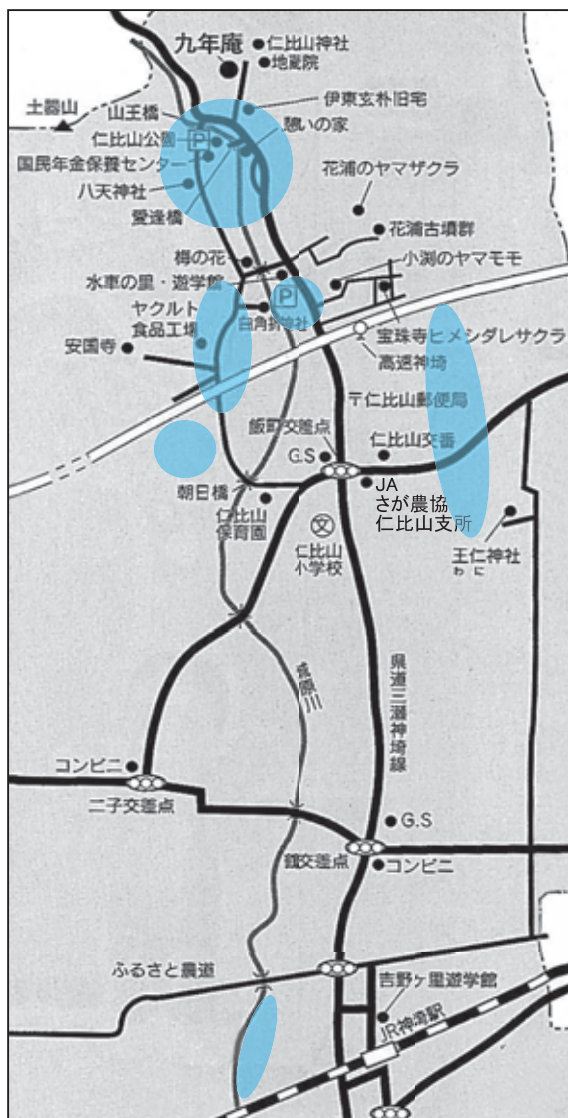 九年庵
仁比山神社
地蔵院
土器山
山王橋
伊東玄朴旧宅
仁比山公園
P
憩いの家
国民年金保養センター
八天神社
愛逢橋
花浦のヤマザクラ
花浦古墳群
梅の花
小渕のヤマモモ
水車の里・遊学館
P
ヤクルト
食品工場
白角折神社
宝珠寺ヒメシダレザクラ
安国寺
高速神埼
〒仁比山郵便局
飯町交差点
仁比山交番
G.S
朝日橋
JA
さが農協
仁比山支所
仁比山
保育園
文
仁比山
小学校
王仁神社
わに
県道三瀬神埼線
城原川
コンビニ
二子交差点
G.S
鶴交差点
コンビニ
ふるさと農道
吉野ヶ里遊学館
JR神埼駅